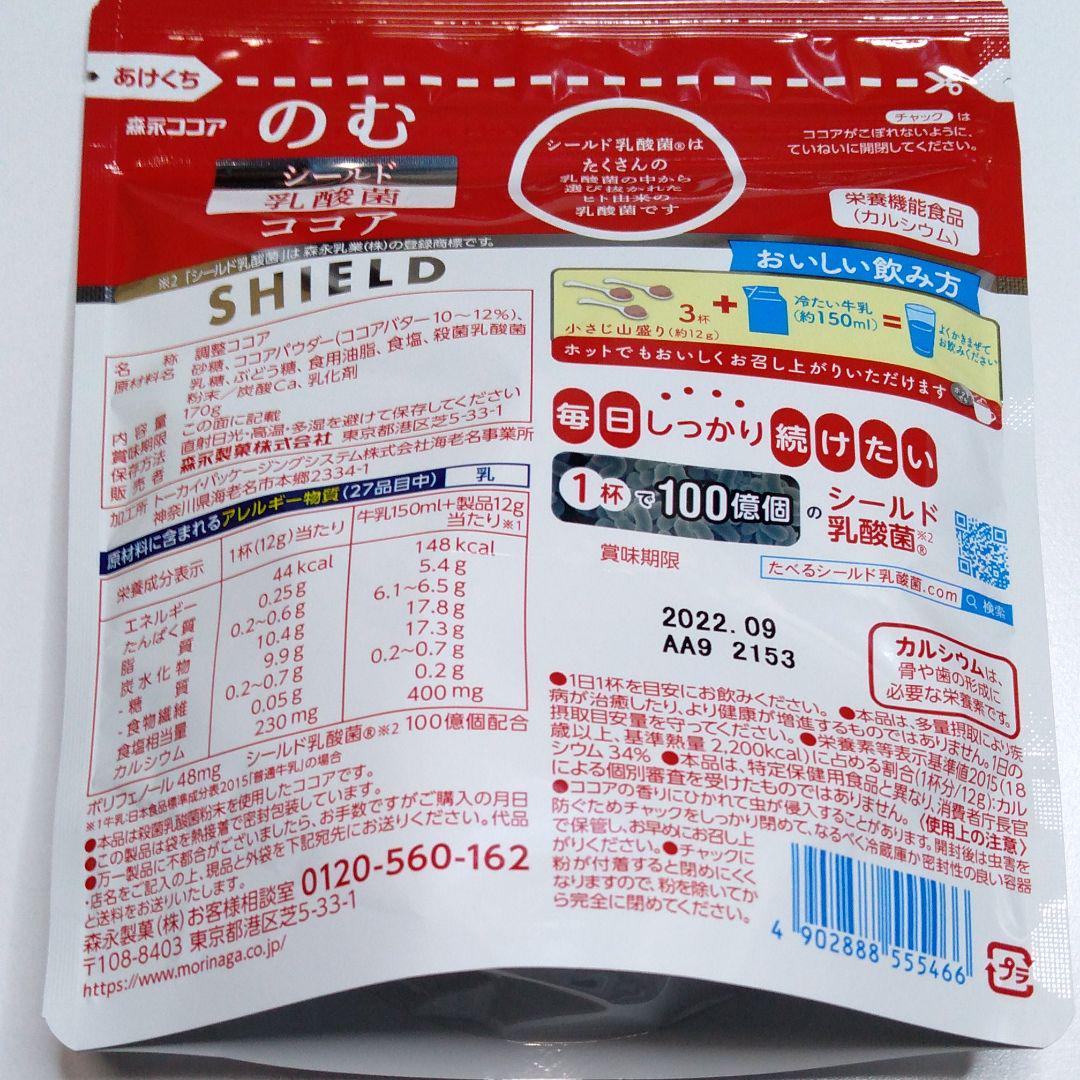 あけくち
森永ココア のむ
シールド
乳酸菌
ココア
シールド乳酸菌®は
たくさんの
乳酸菌の中から
選び抜かれた
ヒト由来の
乳酸菌です
チャックは
ココアがこぼれないように、
ていねいに開閉してください。
栄養機能食品
(カルシウム)
※2「シールド乳酸菌」は 森永乳業(株)の登録商標です。
SHIELD
名称 調整ココア
原材料名 砂糖、ココアパウダー(ココアバター10～12%)、
乳糖、ぶどう糖、食用油脂、食塩、殺菌乳酸菌
粉末/炭酸Ca、乳化剤
内容量 170g
賞味期限 この面に記載
保存方法 直射日光・高温・多湿を避けて保存してください
販売者 森永製菓株式会社 東京都港区芝5-33-1
加工所 トーカイ・パッケージングシステム株式会社海老名事業所
神奈川県海老名市本郷2334-1
原材料に含まれるアレルギー物質(27品目中) 乳
栄養成分表示 1杯(12g)当たり 牛乳150ml+製品12g当たり※1
エネルギー 44kcal 148kcal
たんぱく質 0.25g 5.4g
脂質 0.2~0.6g 6.1~6.5g
炭水化物 10.4g 17.8g
-糖質 9.9g 17.3g
-食物繊維 0.2~0.7g 0.2~0.7g
食塩相当量 0.05g 0.2g
カルシウム 230mg 400mg
ポリフェノール 48mg シールド乳酸菌®※2 100億個配合
※1牛乳:日本食品標準成分表2015「普通牛乳」の場合
●本品は殺菌乳酸菌粉末を使用したココアです。
●この製品は袋を熱接着で密封包装しています。
●万一製品に不都合がございましたら、お手数ですがご購入の月日
・店名をご記入の上、現品と外袋を下記宛先にお送りください。代品
と送料をお送りいたします。
森永製菓(株)お客様相談室 0120-560-162
〒108-8403 東京都港区芝5-33-1
https://www.morinaga.co.jp/
おいしい飲み方
小さじ山盛り(約12g) 3杯 + 冷たい牛乳(約150ml) = よくかきまぜてお飲みください
ホットでもおいしくお召し上がりいただけます
毎日しっかり続けたい
1杯で100億個のシールド乳酸菌®※2
たべるシールド乳酸菌.com 検索
賞味期限
2022.09
AA9 2153
カルシウムは、
骨や歯の形成に
必要な栄養素です。
●1日1杯を目安にお飲みください。●本品は、多量摂取により疾
病が治癒したり、より健康が増進するものではありません。1日の
摂取目安量を守ってください。●栄養素等表示基準値2015(18
歳以上、基準熱量2,200kcal)に占める割合(1杯分/12g):カル
シウム34% ●本品は、特定保健用食品と異なり、消費者庁長官
による個別審査を受けたものではありません。〈使用上の注意〉
●ココアの香りにひかれて虫が侵入することがあります。開封後は虫害を
防ぐためチャックをしっかり閉めて、なるべく冷蔵庫か密封性の良い容器
で保管し、お早めにお召し上
がりください。●チャックに
粉が付着すると閉めにくく
なりますので、粉を除いてか
ら完全に閉めてください。
4 902888 555466
プラ